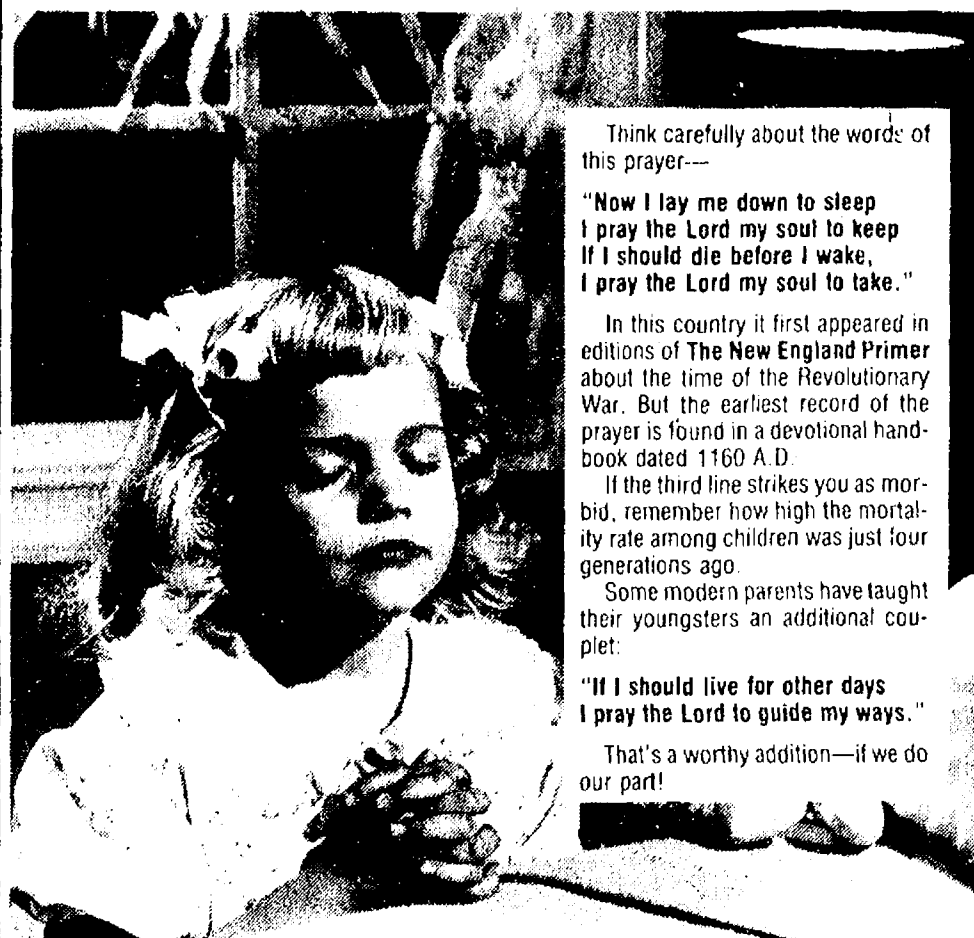 Think carefully about the words of
this prayer---
"Now I lay me down to sleep
I pray the Lord my soul to keep
If I should die before I wake,
I pray the Lord my soul to take."
In this country it first appeared in
editions of The New England Primer
about the time of the Revolutionary
War. But the earliest record of the
prayer is found in a devotional hand-
book dated 1160 A.D.
If the third line strikes you as mor-
bid, remember how high the mortal-
ity rate among children was just four
generations ago.
Some modern parents have taught
their youngsters an additional cou-
plet:
"If I should live for other days
I pray the Lord to guide my ways."
That's a worthy addition—if we do
our part!